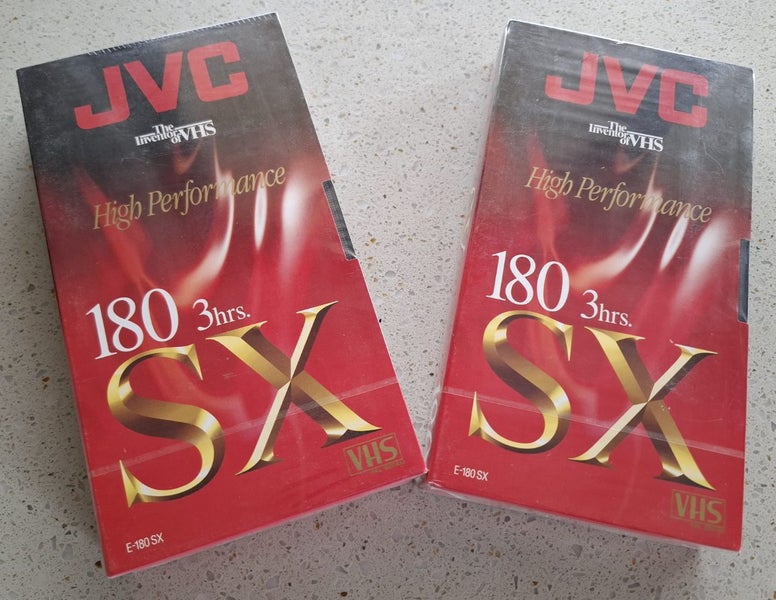 JVC
The
Inventor
of VHS
High Performance
180 3hrs.
SX
VHS
E-180 SX
JVC
The
Inventor
of VHS
High Performance
180 3hrs.
SX
E-180 SX
VHS